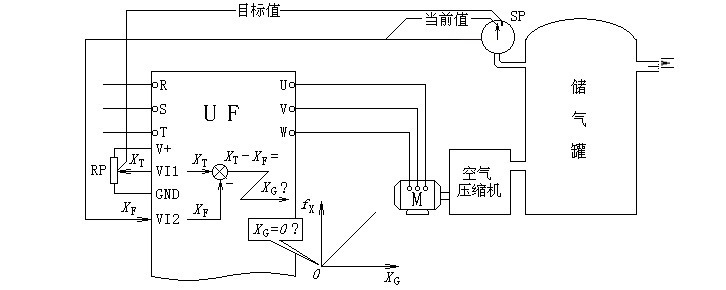 目标值
当前值
SP
R
S
T
U F
U
V
W
储
气
罐
V+
RP
X_T
VI1
X_T
X_T-X_F=
GND
X_G?
X_F
VI2
X_F
X_G=0?
f_X
0
X_G
M
空气
压缩机
-